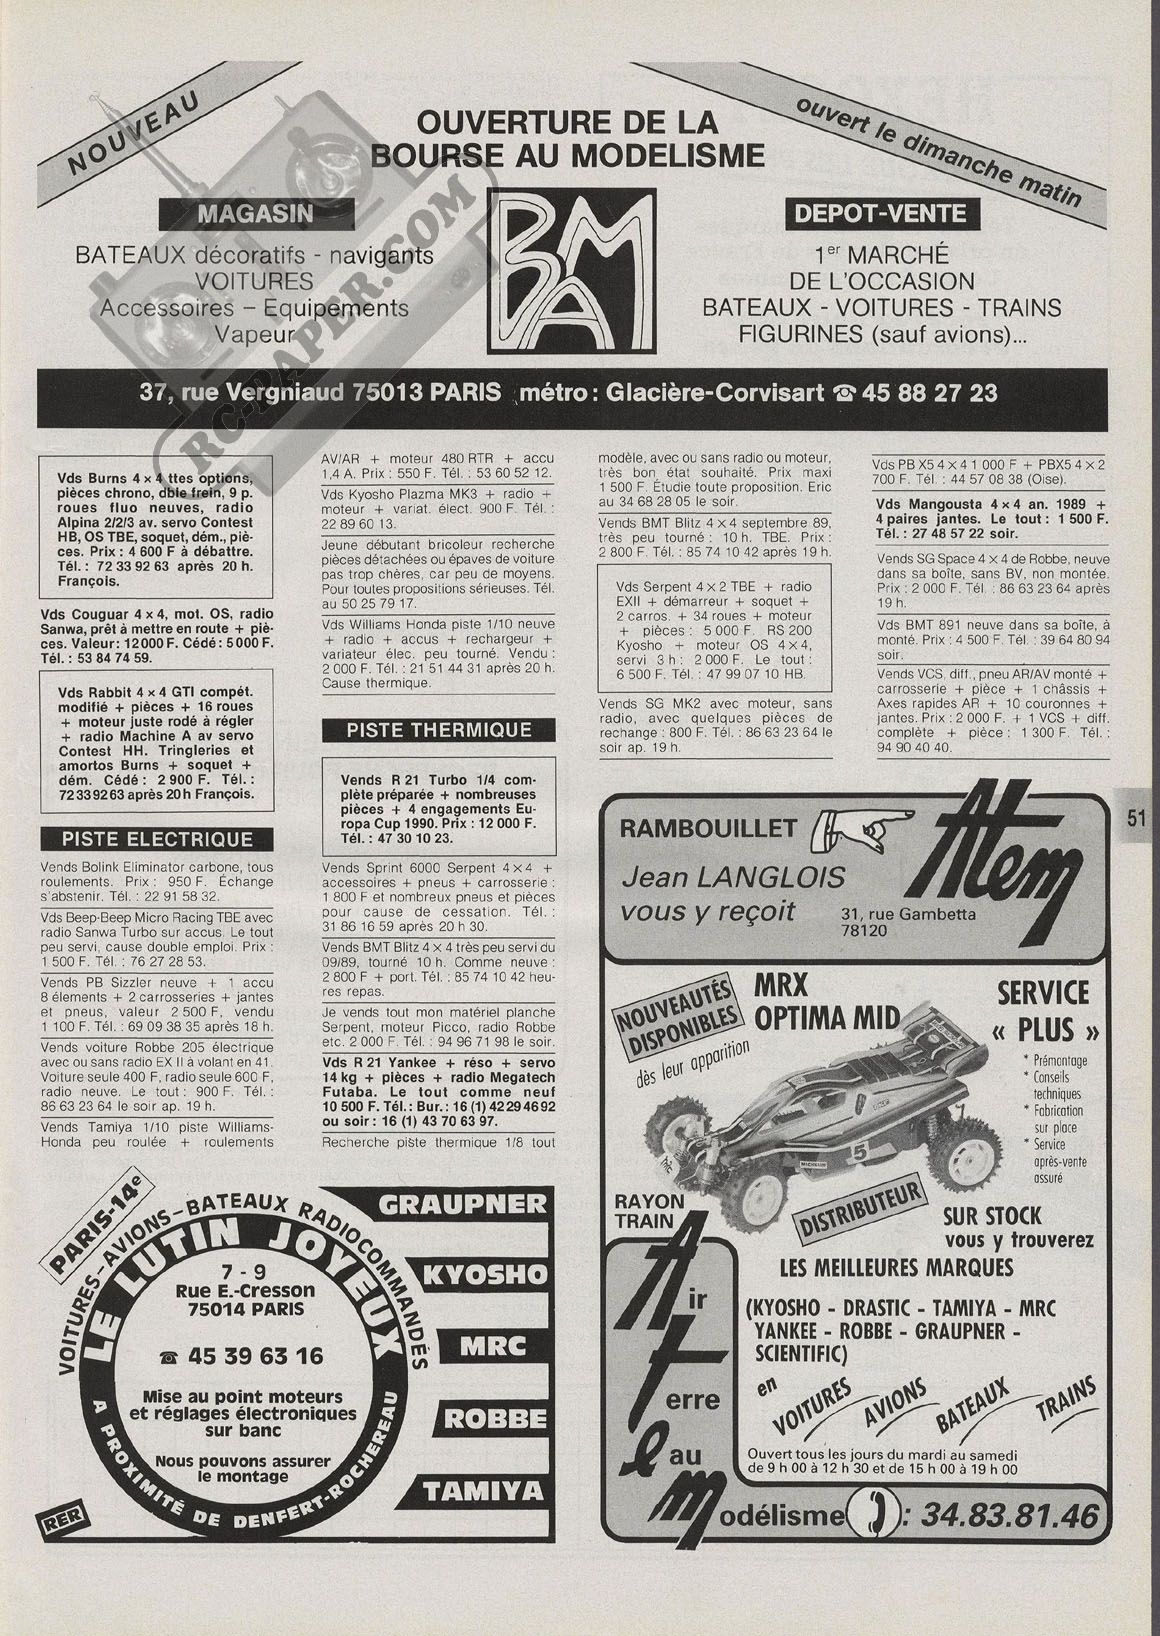 NOUVEAU
OUVERTURE DE LA
BOURSE AU MODELISME
ouvert le dimanche matin
MAGASIN
BATEAUX décoratifs - navigants
VOITURES
Accessoires – Equipements
Vapeur
BMA
DEPOT-VENTE
1er MARCHÉ
DE L'OCCASION
BATEAUX - VOITURES - TRAINS
FIGURINES (sauf avions)...
RC-PAPER.COM
37, rue Vergniaud 75013 PARIS métro : Glacière-Corvisart ☎ 45 88 27 23
Vds Burns 4 x 4 ttes options,
pièces chrono, dble frein, 9 p.
roues fluo neuves, radio
Alpina 2/2/3 av. servo Contest
HB, OS TBE, soquet, dém., piè-
ces. Prix : 4 600 F à débattre.
Tél. : 72 33 92 63 après 20 h.
François.
Vds Couguar 4 x 4, mot. OS, radio
Sanwa, prêt à mettre en route + piè-
ces. Valeur : 12 000 F. Cédé : 5 000 F.
Tél. : 53 84 74 59.
Vds Rabbit 4 x 4 GTI compét.
modifié + pièces + 16 roues
+ moteur juste rodé à régler
+ radio Machine A av servo
Contest HH. Tringleries et
amortos Burns + soquet +
dém. Cédé : 2 900 F. Tél. :
72 33 92 63 après 20 h François.
PISTE ELECTRIQUE
Vends Bolink Eliminator carbone, tous
roulements. Prix : 950 F. Échange
s'abstenir. Tél. : 22 91 58 32.
Vds Beep-Beep Micro Racing TBE avec
radio Sanwa Turbo sur accus. Le tout
peu servi, cause double emploi. Prix :
1 500 F. Tél. : 76 27 28 53.
Vends PB Sizzler neuve + 1 accu
8 élements + 2 carrosseries + jantes
et pneus, valeur 2 500 F, vendu
1 100 F. Tél. : 69 09 38 35 après 18 h.
Vends voiture Robbe 205 électrique
avec ou sans radio EX II à volant en 41.
Voiture seule 400 F, radio seule 600 F,
radio neuve. Le tout : 900 F. Tél. :
86 63 23 64 le soir ap. 19 h.
Vends Tamiya 1/10 piste Williams-
Honda peu roulée + roulements
AV/AR + moteur 480 RTR + accu
1,4 A. Prix : 550 F. Tél. : 53 60 52 12.
Vds Kyosho Plazma MK3 + radio +
moteur + variat. élect. 900 F. Tél. :
22 89 60 13.
Jeune débutant bricoleur recherche
pièces détachées ou épaves de voiture
pas trop chères, car peu de moyens.
Pour toutes propositions sérieuses. Tél.
au 50 25 79 17.
Vds Williams Honda piste 1/10 neuve
+ radio + accus + rechargeur +
variateur élec. peu tourné. Vendu :
2 000 F. Tél. : 21 51 44 31 après 20 h.
Cause thermique.
PISTE THERMIQUE
Vends R 21 Turbo 1/4 com-
plète préparée + nombreuses
pièces + 4 engagements Eu-
ropa Cup 1990. Prix : 12 000 F.
Tél. : 47 30 10 23.
Vends Sprint 6000 Serpent 4 x 4 +
accessoires + pneus + carrosserie :
1 800 F et nombreux pneus et pièces
pour cause de cessation. Tél. :
31 86 16 59 après 20 h 30.
Vends BMT Blitz 4 x 4 très peu servi du
09/89, tourné 10 h. Comme neuve :
2 800 F + port. Tél. : 85 74 10 42 heu-
res repas.
Je vends tout mon matériel planche
Serpent, moteur Picco, radio Robbe
etc. 2 000 F. Tél. : 94 96 71 98 le soir.
Vds R 21 Yankee + réso + servo
14 kg + pièces + radio Megatech
Futaba. Le tout comme neuf
10 500 F. Tél. : Bur. : 16 (1) 42 29 46 92
ou soir : 16 (1) 43 70 63 97.
Recherche piste thermique 1/8 tout
modèle, avec ou sans radio ou moteur,
très bon état souhaité. Prix maxi
1 500 F. Étudie toute proposition. Eric
au 34 68 28 05 le soir.
Vends BMT Blitz 4 x 4 septembre 89,
très peu tourné : 10 h. TBE. Prix :
2 800 F. Tél. : 85 74 10 42 après 19 h.
Vds Serpent 4 x 2 TBE + radio
EXII + démarreur + soquet +
2 carros. + 34 roues + moteur
+ pièces : 5 000 F. RS 200
Kyosho + moteur OS 4 x 4,
servi 3 h : 2 000 F. Le tout :
6 500 F. Tél. : 47 99 07 10 HB.
Vends SG MK2 avec moteur, sans
radio, avec quelques pièces de
rechange : 800 F. Tél. : 86 63 23 64 le
soir ap. 19 h.
Vds PB X5 4 x 4 1 000 F + PBX5 4 x 2
700 F. Tél. : 44 57 08 38 (Oise).
Vds Mangousta 4 x 4 an. 1989 +
4 paires jantes. Le tout : 1 500 F.
Tél. : 27 48 57 22 soir.
Vends SG Space 4 x 4 de Robbe, neuve
dans sa boîte, sans BV, non montée.
Prix : 2 000 F. Tél. : 86 63 23 64 après
19 h.
Vds BMT 891 neuve dans sa boîte, à
monté. Prix : 4 500 F. Tél. : 39 64 80 94
soir.
Vends VCS, diff., pneu AR/AV monté +
carrosserie + pièce + 1 châssis +
Axes rapides AR + 10 couronnes +
jantes. Prix : 2 000 F. + 1 VCS + diff.
complète + pièce : 1 300 F. Tél. :
94 90 40 40.
51
PARIS-14e
VOITURES-AVIONS-BATEAUX RADIOCOMMANDÉS
LE LUTIN JOYEUX
7 - 9
Rue E.-Cresson
75014 PARIS
☎ 45 39 63 16
Mise au point moteurs
et réglages électroniques
sur banc
Nous pouvons assurer
le montage
A PROXIMITÉ DE DENFERT-ROCHEREAU
RER
GRAUPNER
KYOSHO
MRC
ROBBE
TAMIYA
RAMBOUILLET
Jean LANGLOIS
vous y reçoit
Atem
31, rue Gambetta
78120
NOUVEAUTÉS
DISPONIBLES
dès leur apparition
MRX
OPTIMA MID
SERVICE
« PLUS »
* Prémontage
* Conseils
techniques
* Fabrication
sur place
* Service
après-vente
assuré
MICHELIN
5
RAYON
TRAIN
DISTRIBUTEUR
SUR STOCK
vous y trouverez
LES MEILLEURES MARQUES
(KYOSHO - DRASTIC - TAMIYA - MRC
YANKEE - ROBBE - GRAUPNER -
SCIENTIFIC)
en VOITURES AVIONS BATEAUX TRAINS
Ouvert tous les jours du mardi au samedi
de 9 h 00 à 12 h 30 et de 15 h 00 à 19 h 00
Air
Terre
eau
modélisme : 34.83.81.46